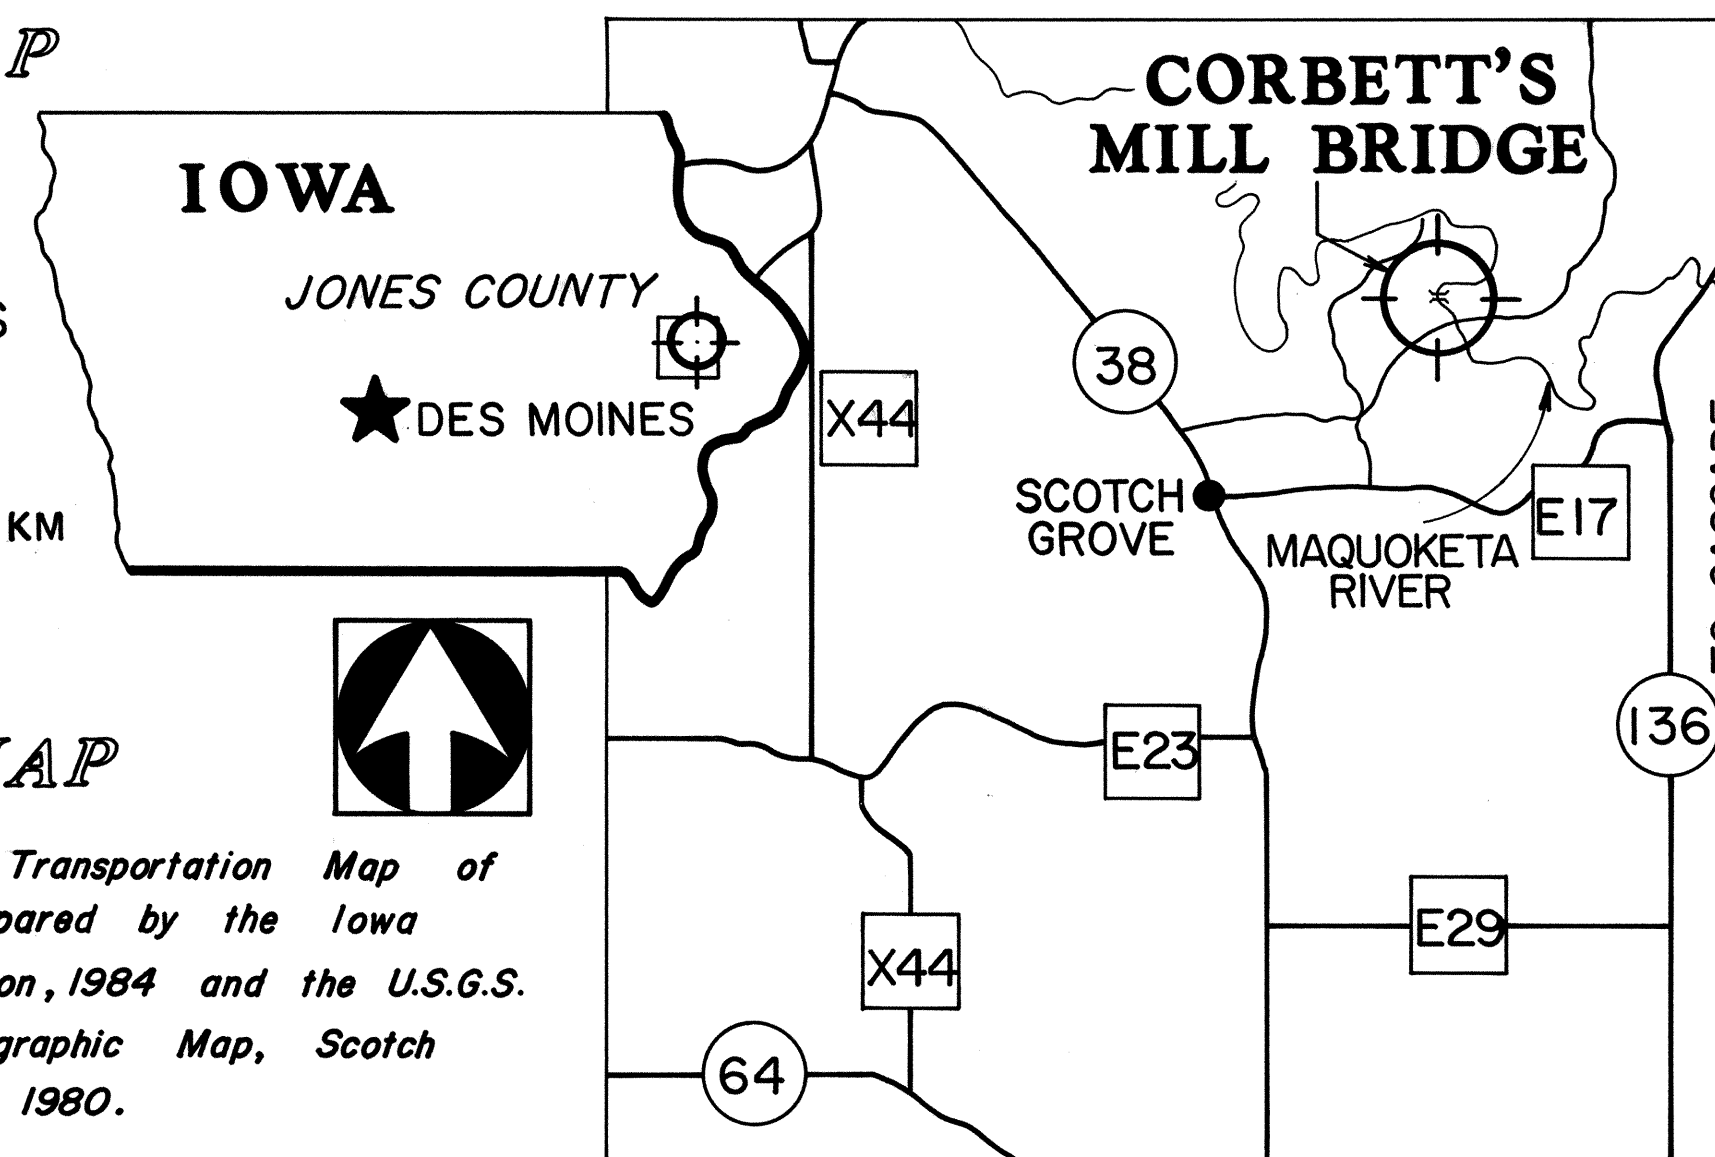 P
CORBETT'S
MILL BRIDGE
IOWA
JONES COUNTY
38
S
X44
DES MOINES
SCOTCH
GROVE
E17
KM
MAQUOKETA
RIVER
136
E23
AP
Transportation Map of
pared by the Iowa
E29
X44
on, 1984 and the U.S.G.S.
graphic Map, Scotch
64
1980.